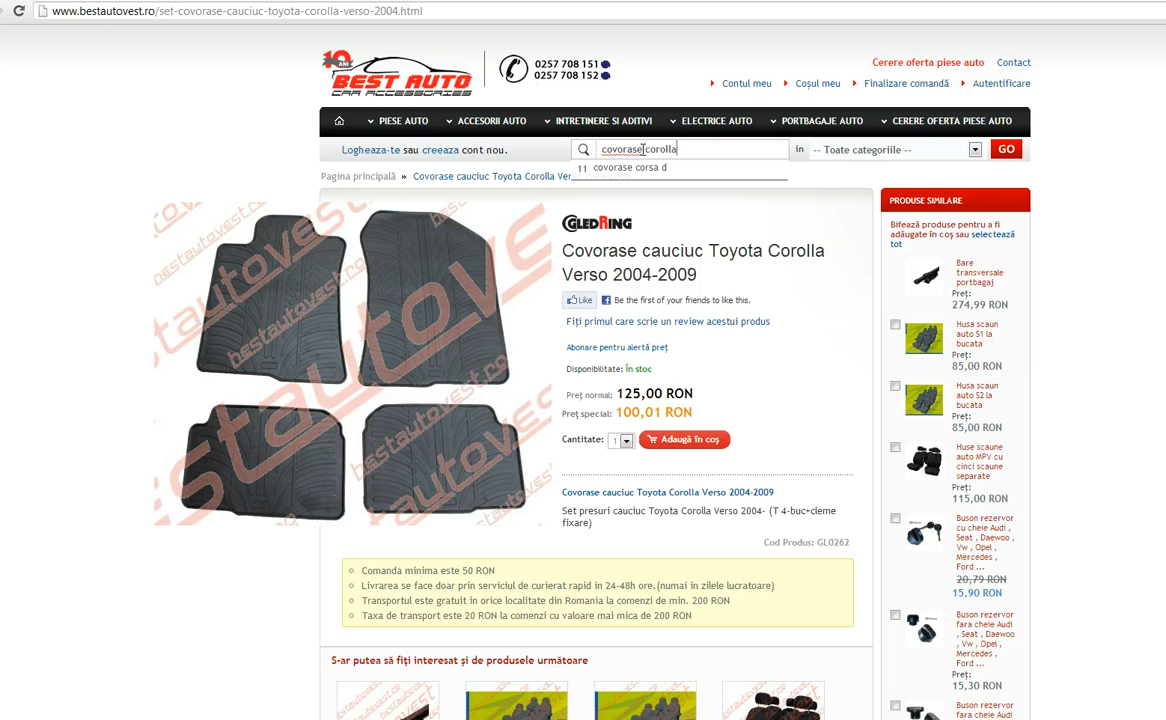 www.bestautovest.ro/set-covorase-cauciuc-toyota-corolla-verso-2004.html
10 ANI
BEST AUTO
CAR ACCESSORIES
0257 708 151
0257 708 152
Cerere oferta piese auto
Contact
Contul meu
Coșul meu
Finalizare comandă
Autentificare
PIESE AUTO
ACCESORII AUTO
INTRETINERE SI ADITIVI
ELECTRICE AUTO
PORTBAGAJE AUTO
CERERE OFERTA PIESE AUTO
Logheaza-te sau creeaza cont nou.
covorase corolla
in
-- Toate categoriile --
GO
11 covorase corsa d
Pagina principală » Covorase cauciuc Toyota Corolla Ver
GLEDRING
Covorase cauciuc Toyota Corolla
Verso 2004-2009
Like
Be the first of your friends to like this.
Fiți primul care scrie un review acestui produs
Abonare pentru alertă preț
Disponibilitate: În stoc
Preț normal: 125,00 RON
Preț special: 100,01 RON
Cantitate: 1
Adaugă în coș
Covorase cauciuc Toyota Corolla Verso 2004-2009
Set presuri cauciuc Toyota Corolla Verso 2004- (T 4-buc+cleme
fixare)
Cod Produs: GL0262
Comanda minima este 50 RON
Livrarea se face doar prin serviciul de curierat rapid in 24-48h ore.(numai in zilele lucratoare)
Transportul este gratuit in orice localitate din Romania la comenzi de min. 200 RON
Taxa de transport este 20 RON la comenzi cu valoare mai mica de 200 RON
S-ar putea să fiți interesat și de produsele următoare
PRODUSE SIMILARE
Bifează produse pentru a fi
adăugate în coș sau selectează
tot
Bare
transversale
portbagaj
Preț:
274,99 RON
Husa scaun
auto S1 la
bucata
Preț:
85,00 RON
Husa scaun
auto S2 la
bucata
Preț:
85,00 RON
Huse scaune
auto MPV cu
cinci scaune
separate
Preț:
115,00 RON
Buson rezervor
cu cheie Audi ,
Seat , Daewoo ,
Vw , Opel ,
Mercedes ,
Ford ...
20,79 RON
15,90 RON
Buson rezervor
fara cheie Audi
, Seat , Daewoo
, Vw , Opel ,
Mercedes ,
Ford ...
Preț:
15,30 RON
Buson rezervor
auto Fiat ,
bestautovest.ro
bestautovest.ro
bestautovest.ro